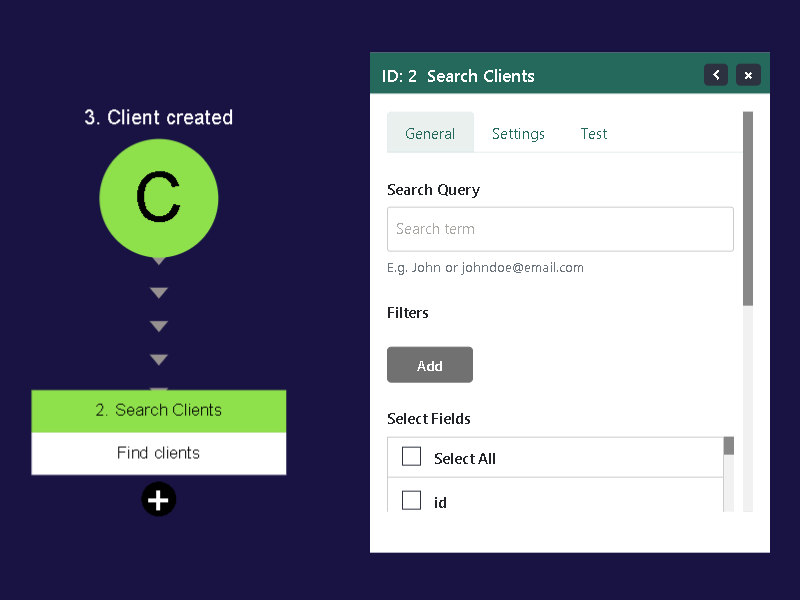 3. Client created
C
2. Search Clients
Find clients
ID: 2 Search Clients
General Settings Test
Search Query
Search term
E.g. John or johndoe@email.com
Filters
Add
Select Fields
Select All
id